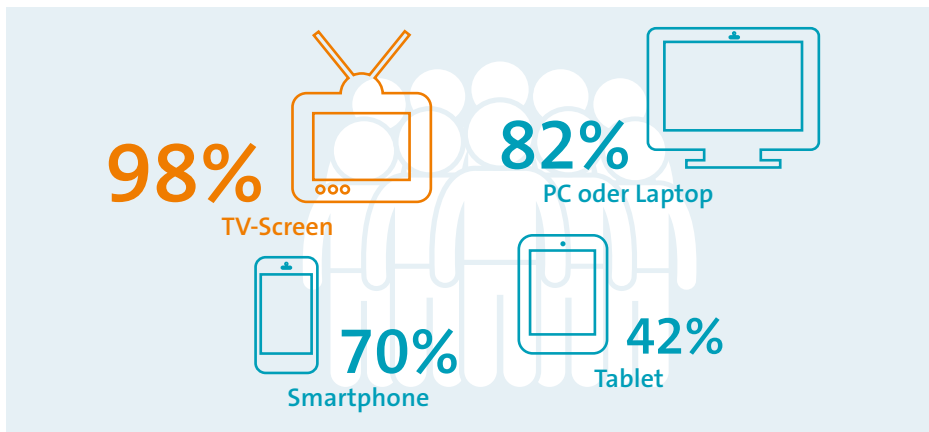 98%
TV-Screen
82%
PC oder Laptop
70%
Smartphone
42%
Tablet